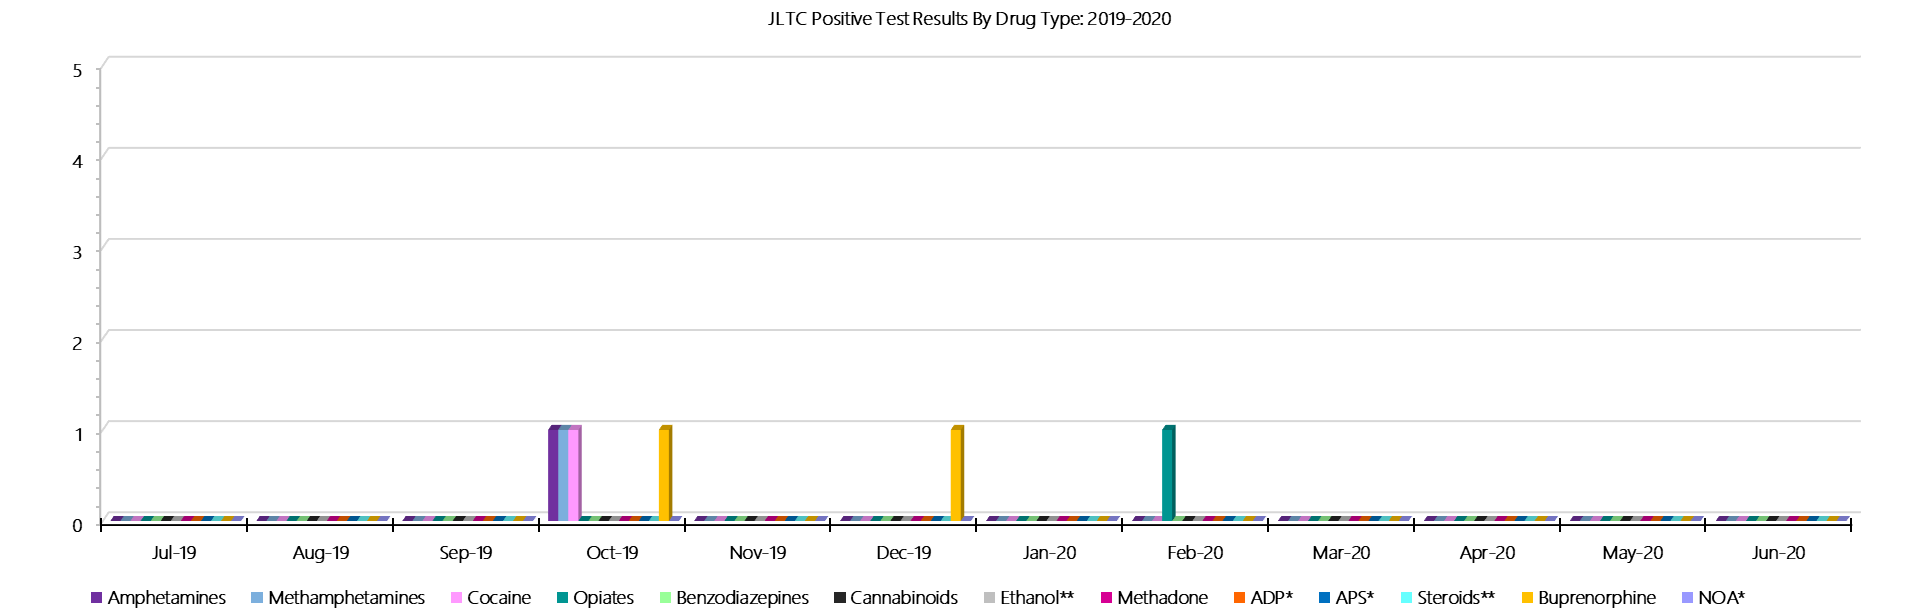 JLTC Positive Test Results By Drug Type: 2019-2020
5
4
3
2
1
0
Jul-19 Aug-19 Sep-19 Oct-19 Nov-19 Dec-19 Jan-20 Feb-20 Mar-20 Apr-20 May-20 Jun-20
Amphetamines Methamphetamines Cocaine Opiates Benzodiazepines Cannabinoids Ethanol** Methadone ADP* APS* Steroids** Buprenorphine NOA*